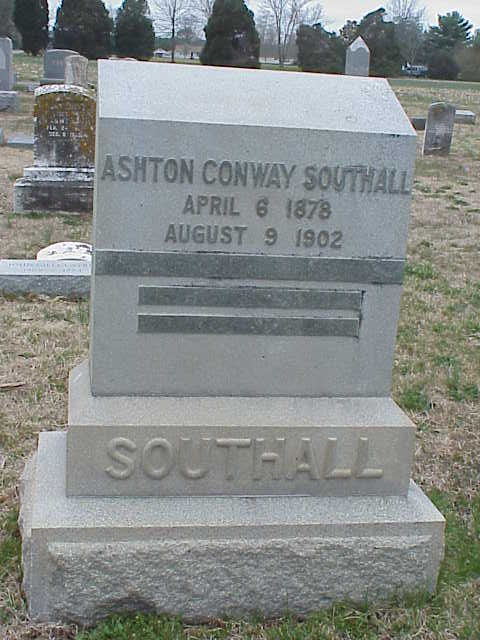 ASHTON CONWAY SOUTHALL
APRIL 6 1878
AUGUST 9 1902
SOUTHALL